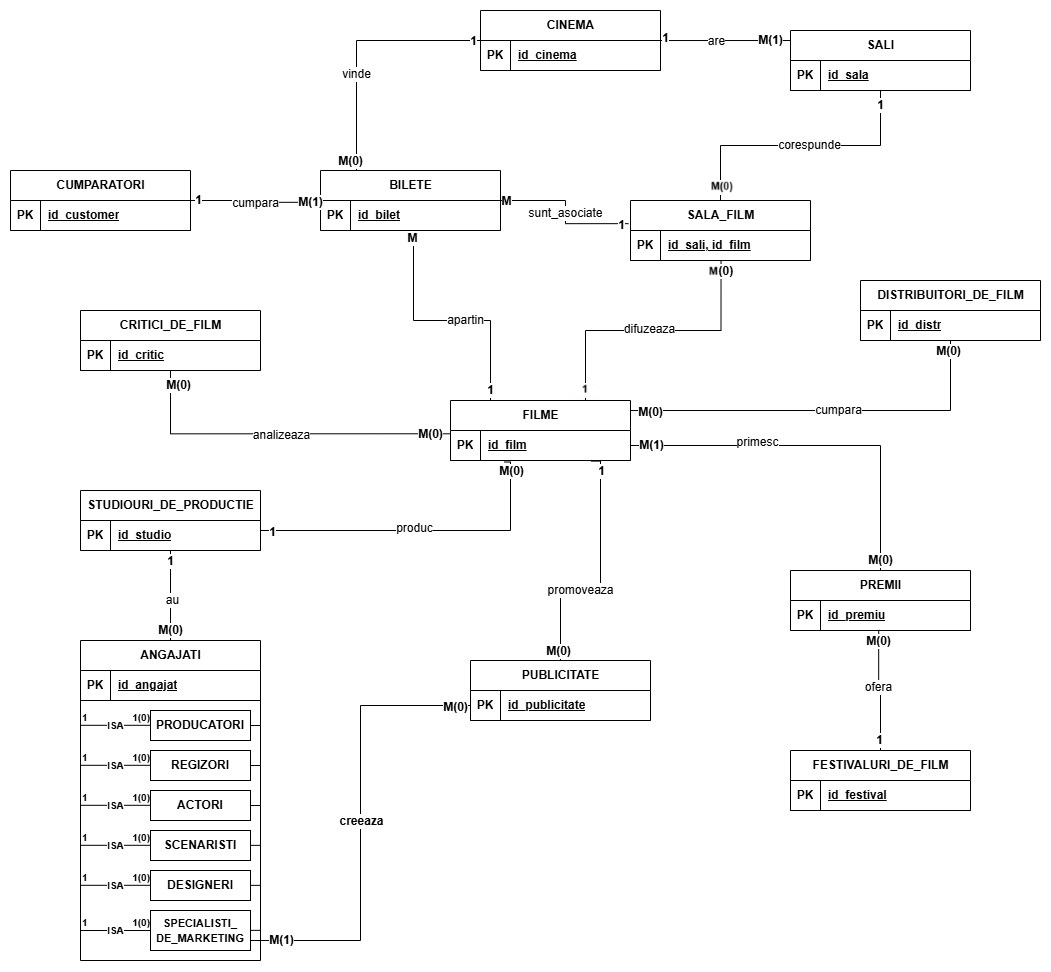 CINEMA
PK id_cinema
1
1
are
M(1)
SALI
PK id_sala
1
vinde
M(0)
corespunde
M(0)
CUMPARATORI
PK id_customer
1
cumpara
M(1)
BILETE
PK id_bilet
M
sunt_asociate
1
SALA_FILM
PK id_sali, id_film
M
M(0)
apartin
difuzeaza
1
1
DISTRIBUITORI_DE_FILM
PK id_distr
M(0)
cumpara
M(0)
CRITICI_DE_FILM
PK id_critic
M(0)
analizeaza
M(0)
FILME
PK id_film
M(1)
primesc
M(0)
M(0)
1
STUDIOURI_DE_PRODUCTIE
PK id_studio
1
produc
1
au
M(0)
promoveaza
M(0)
PREMII
PK id_premiu
M(0)
ofera
1
FESTIVALURI_DE_FILM
PK id_festival
PUBLICITATE
PK id_publicitate
M(0)
creeaza
M(1)
ANGAJATI
PK id_angajat
1 ISA 1(0) PRODUCATORI
1 ISA 1(0) REGIZORI
1 ISA 1(0) ACTORI
1 ISA 1(0) SCENARISTI
1 ISA 1(0) DESIGNERI
1 ISA 1(0) SPECIALISTI_
DE_MARKETING